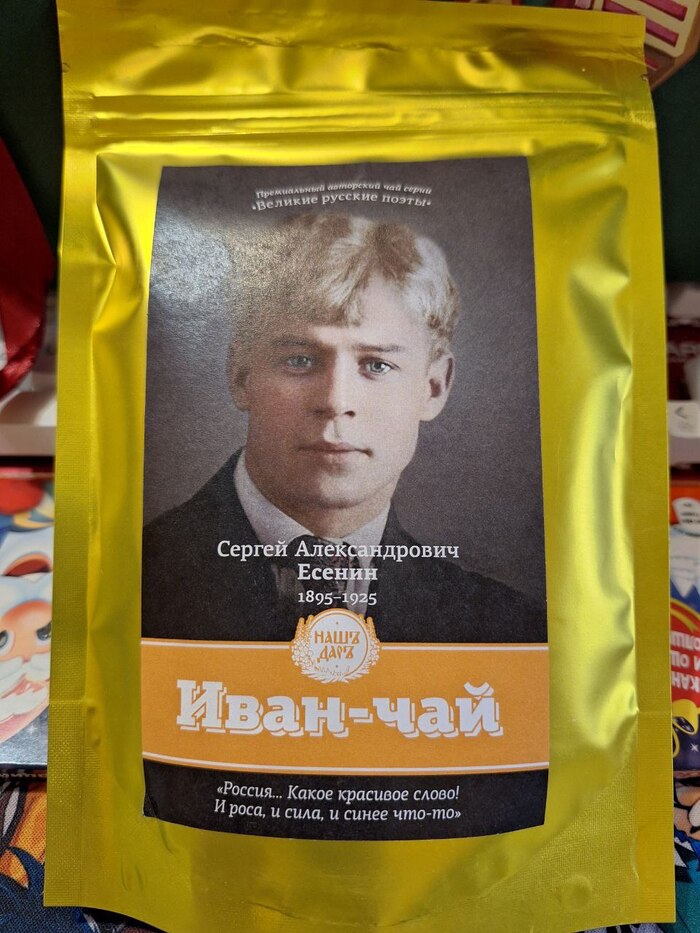 Премиальный авторский чай серии
«Великие русские поэты»
Сергей Александрович
Есенин
1895–1925
НАШЪ
ДАРЪ
Иван-чай
«Россия... Какое красивое слово!
И роса, и сила, и синее что-то»